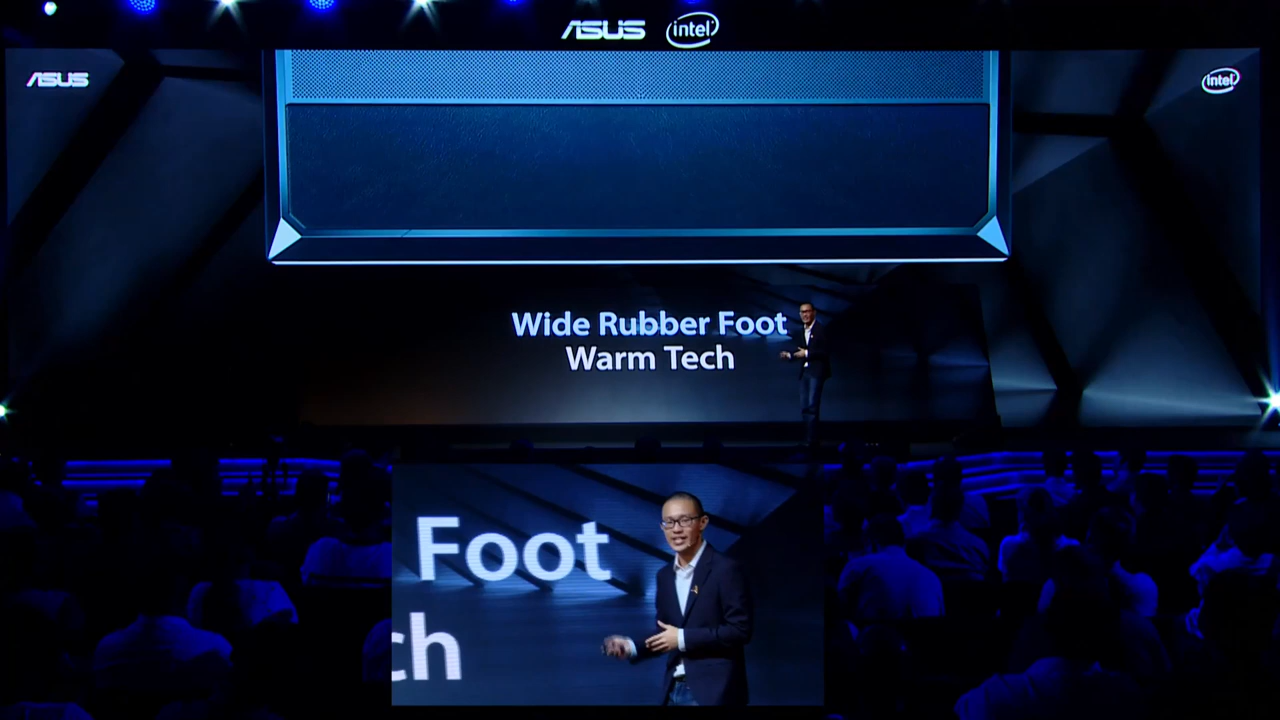 ASUS intel
ASUS
intel
Wide Rubber Foot
Warm Tech
Foot
ch